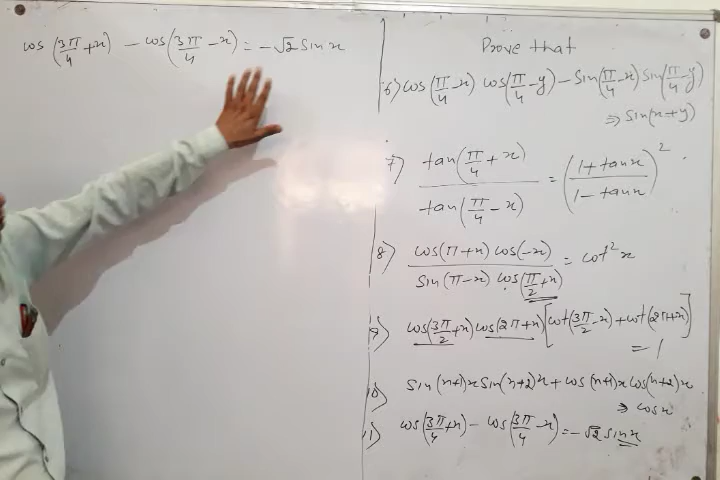 cos(3π/4 + x) - cos(3π/4 - x) = -√2 sin x
Prove that
6) cos(π/4 - x) cos(π/4 - y) - sin(π/4 - x) sin(π/4 - y)
⇒ sin(x+y)
7) tan(π/4 + x) / tan(π/4 - x) = ((1 + tan x)/(1 - tan x))²
8) cos(π+x) cos(-x) / sin(π-x) cos(π/2 + x) = cot² x
9) cos(3π/2 + x) cos(2π+x) [cot(3π/2 - x) + cot(2π+x)]
= 1
10) sin(n+1)x sin(n+2)x + cos(n+1)x cos(n+2)x
⇒ cos x
11) cos(3π/4 + x) - cos(3π/4 - x) = -√2 sin x